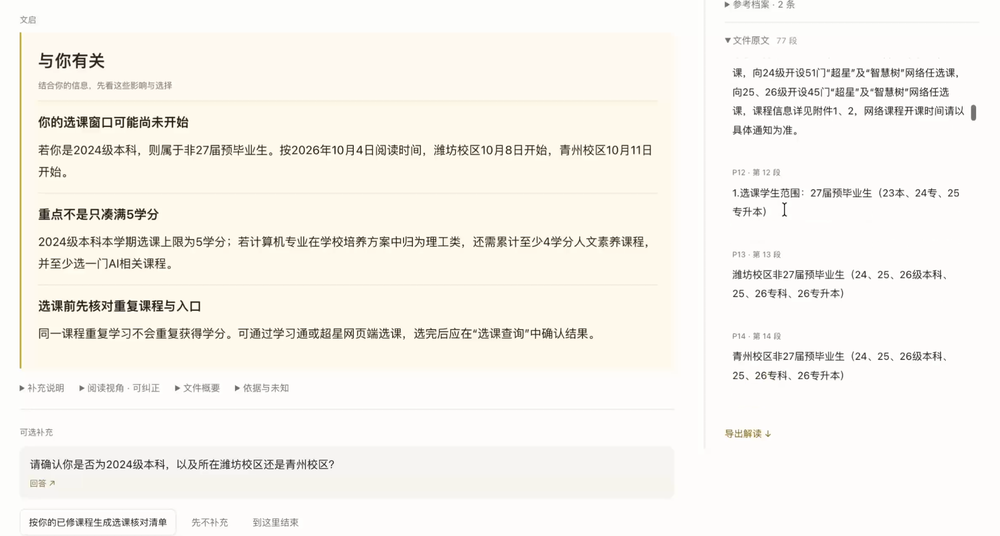 文启
与你有关
结合你的信息，先看这些影响与选择
你的选课窗口可能尚未开始
若你是2024级本科，则属于非27届预毕业生。按2026年10月4日阅读时间，潍坊校区10月8日开始，青州校区10月11日
开始。
重点不是只凑满5学分
2024级本科本学期选课上限为5学分；若计算机专业在学校培养方案中归为理工类，还需累计至少4学分人文素养课程，
并至少选一门AI相关课程。
选课前先核对重复课程与入口
同一课程重复学习不会重复获得学分。可通过学习通或超星网页端选课，选完后应在“选课查询”中确认结果。
▶补充说明 ▶阅读视角 · 可纠正 ▶文件概要 ▶依据与未知
可选补充
请确认你是否为2024级本科，以及所在潍坊校区还是青州校区?
回答 ↗
按你的已修课程生成选课核对清单 先不补充 到这里结束
▶参考档案 · 2 条
▼文件原文 77 段
课，向24级开设51门“超星”及“智慧树”网络任选课，
向25、26级开设45门“超星”及“智慧树”网络任选
课，课程信息详见附件1、2，网络课程开课时间请以
具体通知为准。
P12 · 第 12 段
1.选课学生范围：27届预毕业生（23本、24专、25
专升本）
P13 · 第 13 段
潍坊校区非27届预毕业生（24、25、26级本科、
25、26专科、26专升本）
P14 · 第 14 段
青州校区非27届预毕业生（24、25、26级本科、
25、26专科、26专升本）
导出解读 ↓